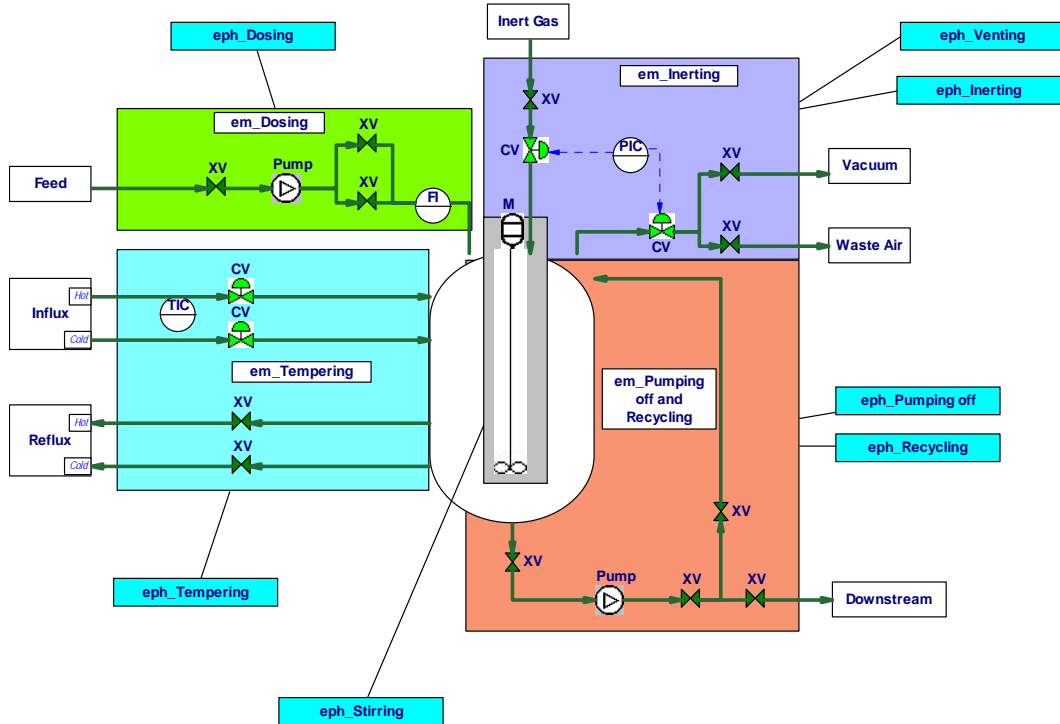 Inert Gas
eph_Dosing
eph_Venting
em_Inerting
eph_Inerting
XV
em_Dosing
XV
CV
PIC
XV
Vacuum
Feed
XV
Pump
XV
FI
M
CV
XV
Waste Air
Influx
Hot
Cold
TIC
CV
CV
em_Tempering
em_Pumping
off and
Recycling
eph_Pumping off
eph_Recycling
Reflux
Hot
Cold
XV
XV
XV
XV
Pump
XV
XV
Downstream
eph_Tempering
eph_Stirring